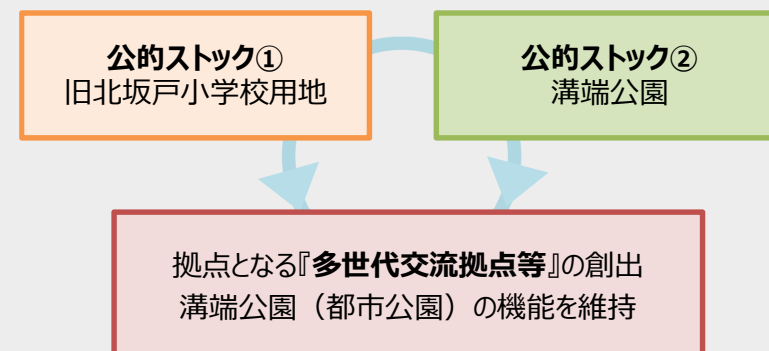 公的ストック①
旧北坂戸小学校用地
公的ストック②
溝端公園
拠点となる『多世代交流拠点等』の創出
溝端公園（都市公園）の機能を維持